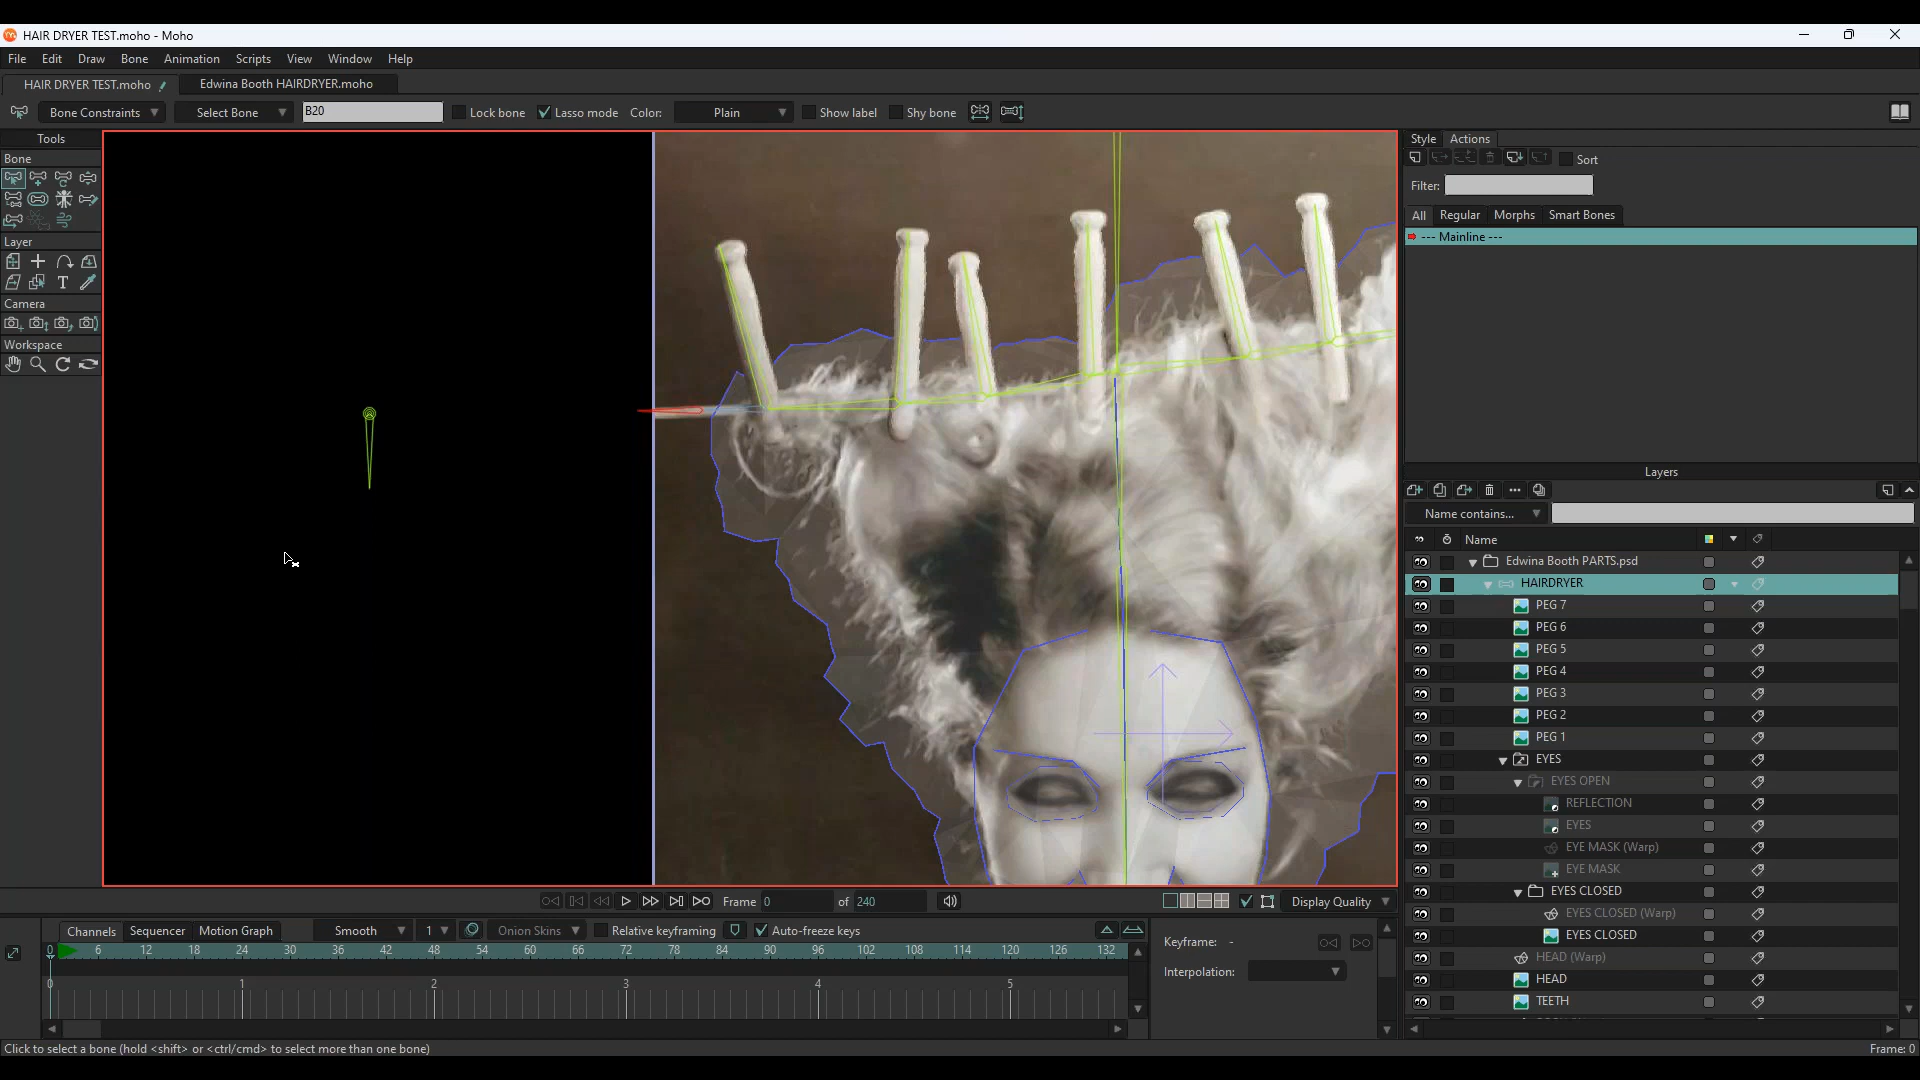 HAIR DRYER TEST.moho - Moho
File Edit Draw Bone Animation Scripts View Window Help
HAIR DRYER TEST.moho Edwina Booth HAIRDRYER.moho
Bone Constraints Select Bone B20 Lock bone Lasso mode Color: Plain Show label Shy bone
Tools
Bone
Layer
T
Camera
Workspace
Style Actions
Sort
Filter:
All Regular Morphs Smart Bones
--- Mainline ---
Layers
Name contains...
Name
Edwina Booth PARTS.psd
HAIRDRYER
PEG 7
PEG 6
PEG 5
PEG 4
PEG 3
PEG 2
PEG 1
EYES
EYES OPEN
REFLECTION
EYES
EYE MASK (Warp)
EYE MASK
EYES CLOSED
EYES CLOSED (Warp)
EYES CLOSED
HEAD (Warp)
HEAD
TEETH
Frame 0 of 240 Display Quality
Channels Sequencer Motion Graph Smooth 1 Onion Skins Relative keyframing Auto-freeze keys
0 6 12 18 24 30 36 42 48 54 60 66 72 78 84 90 96 102 108 114 120 126 132
0 1 2 3 4 5
Keyframe: -
Interpolation:
Click to select a bone (hold <shift> or <ctrl/cmd> to select more than one bone) Frame: 0